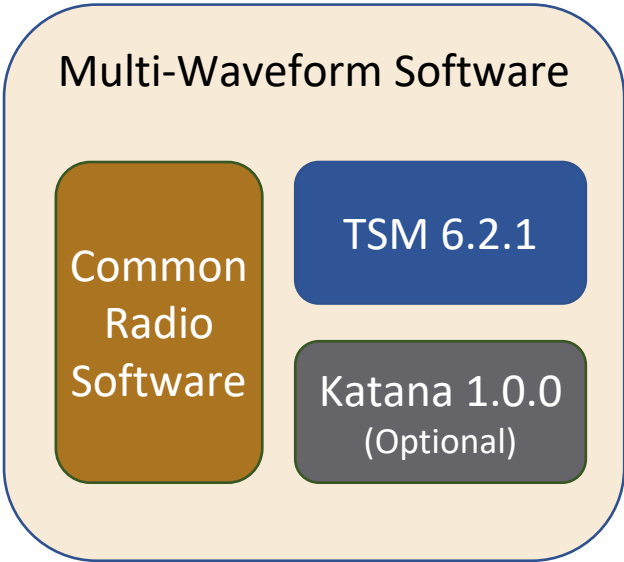 Multi-Waveform Software
Common
Radio
Software
TSM 6.2.1
Katana 1.0.0
(Optional)